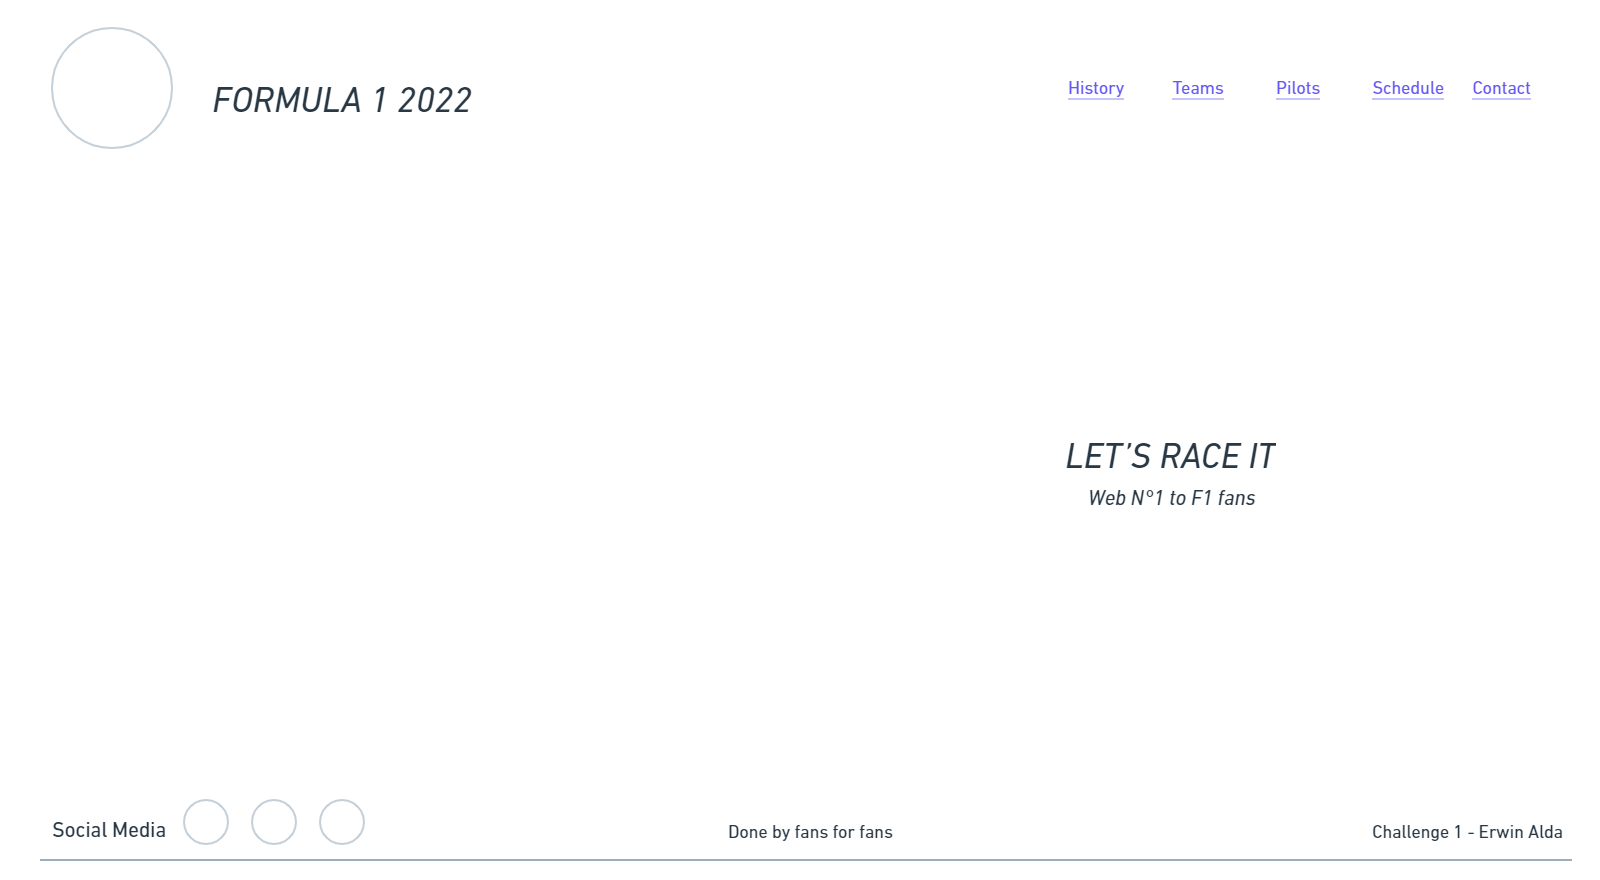 FORMULA 1 2022
History Teams Pilots Schedule Contact
LET’S RACE IT
Web Nº1 to F1 fans
Social Media
Done by fans for fans
Challenge 1 - Erwin Alda